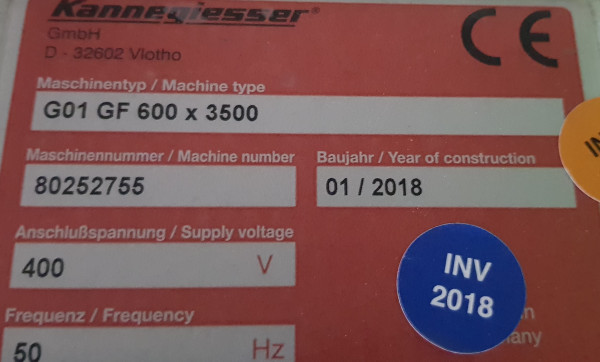 Kannegiesser®
GmbH
D - 32602 Vlotho
CE
Maschinentyp / Machine type
G01 GF 600 x 3500
Maschinennummer / Machine number
80252755
Baujahr / Year of construction
01 / 2018
Anschlußspannung / Supply voltage
400 V
INV
2018
Frequenz / Frequency
50 Hz